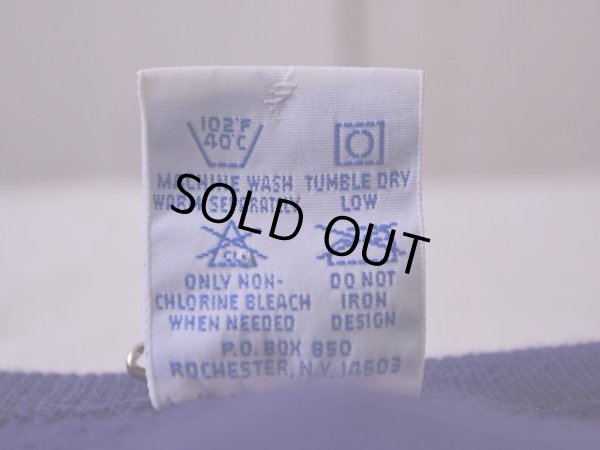 102°F
40°C
MACHINE WASH
WARM SEPARATELY
TUMBLE DRY
LOW
SOLD OUT
CL
ONLY NON-
CHLORINE BLEACH
WHEN NEEDED
DO NOT
IRON
DESIGN
P.O. BOX 850
ROCHESTER, N.Y. 14603